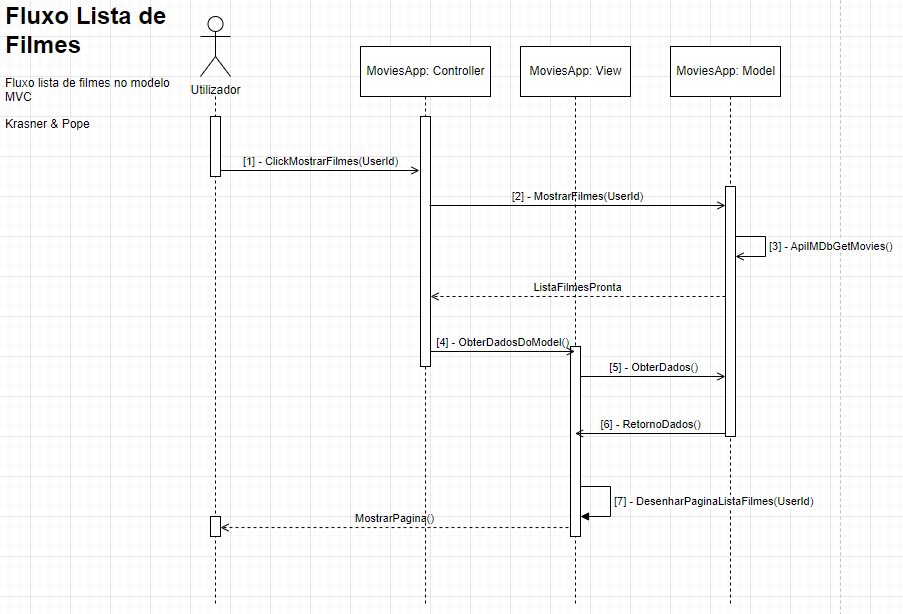 Fluxo Lista de
Filmes
Fluxo lista de filmes no modelo
MVC
Krasner & Pope
Utilizador
MoviesApp: Controller
MoviesApp: View
MoviesApp: Model
[1] - ClickMostrarFilmes(UserId)
[2] - MostrarFilmes(UserId)
[3] - ApiIMDbGetMovies()
ListaFilmesPronta
[4] - ObterDadosDoModel()
[5] - ObterDados()
[6] - RetornoDados()
[7] - DesenharPaginaListaFilmes(UserId)
MostrarPagina()